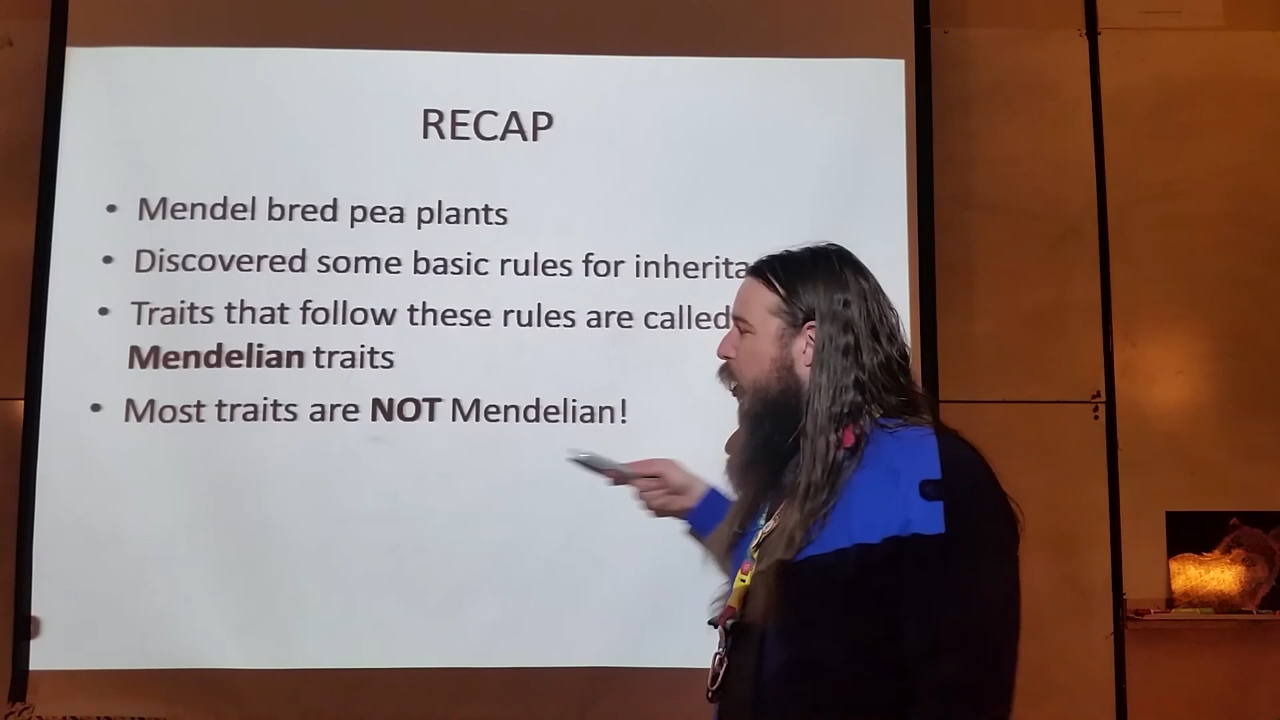 RECAP
• Mendel bred pea plants
• Discovered some basic rules for
• Traits that follow these rules are called
Mendelian traits
• Most traits are NOT Mendelian!